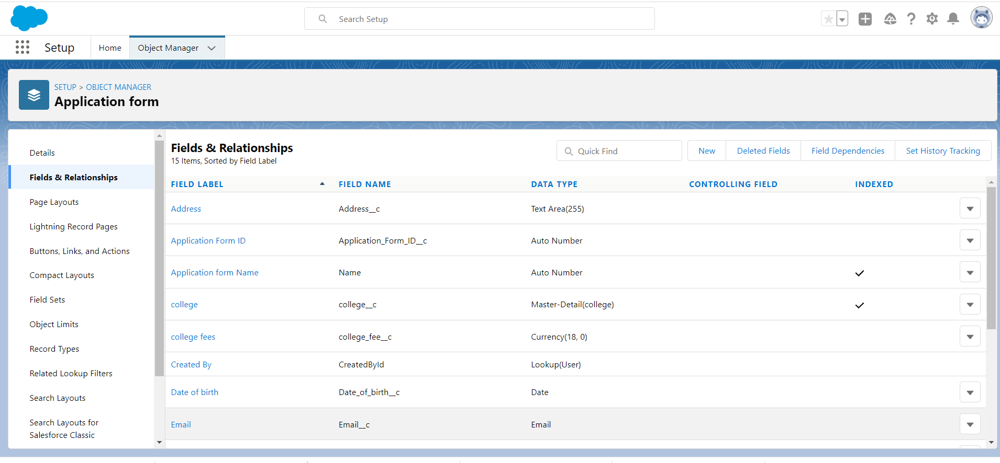 Search Setup
Setup
Home
Object Manager
SETUP > OBJECT MANAGER
Application form
Details
Fields & Relationships
Page Layouts
Lightning Record Pages
Buttons, Links, and Actions
Compact Layouts
Field Sets
Object Limits
Record Types
Related Lookup Filters
Search Layouts
Search Layouts for
Salesforce Classic
Fields & Relationships
15 Items, Sorted by Field Label
Quick Find
New
Deleted Fields
Field Dependencies
Set History Tracking
FIELD LABEL FIELD NAME DATA TYPE CONTROLLING FIELD INDEXED
Address Address__c Text Area(255)
Application Form ID Application_Form_ID__c Auto Number
Application form Name Name Auto Number
college college__c Master-Detail(college)
college fees college_fee__c Currency(18, 0)
Created By CreatedById Lookup(User)
Date of birth Date_of_birth__c Date
Email Email__c Email